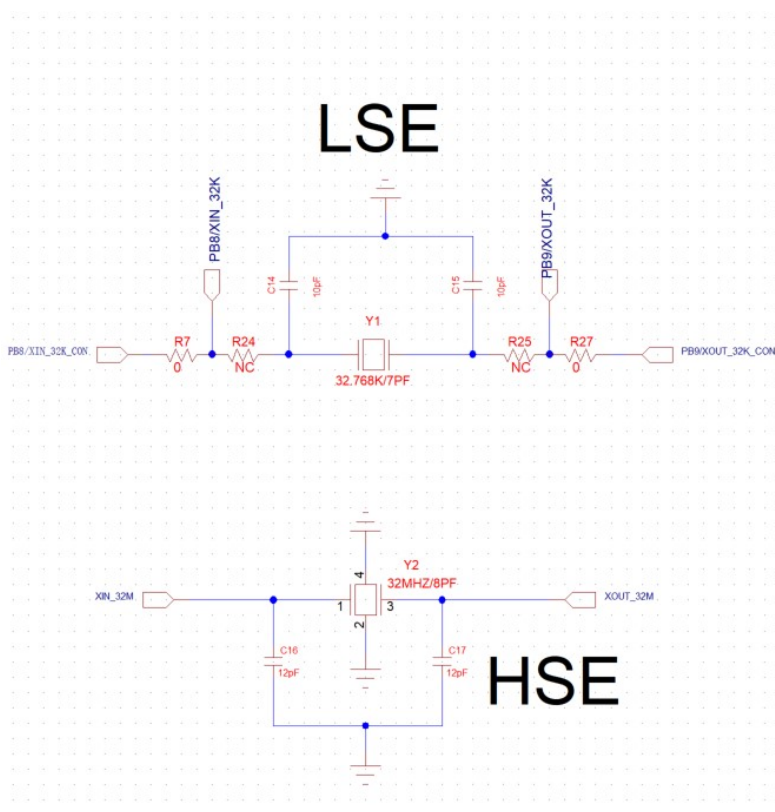 LSE
PB8/XIN_32K
PB9/XOUT_32K
C14
10pF
C15
10pF
Y1
32.768K/7PF
PB8/XIN_32K_CON
R7
0
R24
NC
R25
NC
R27
0
PB9/XOUT_32K_CON
Y2
32MHZ/8PF
4
1
3
2
XIN_32M
XOUT_32M
C16
12pF
C17
12pF
HSE